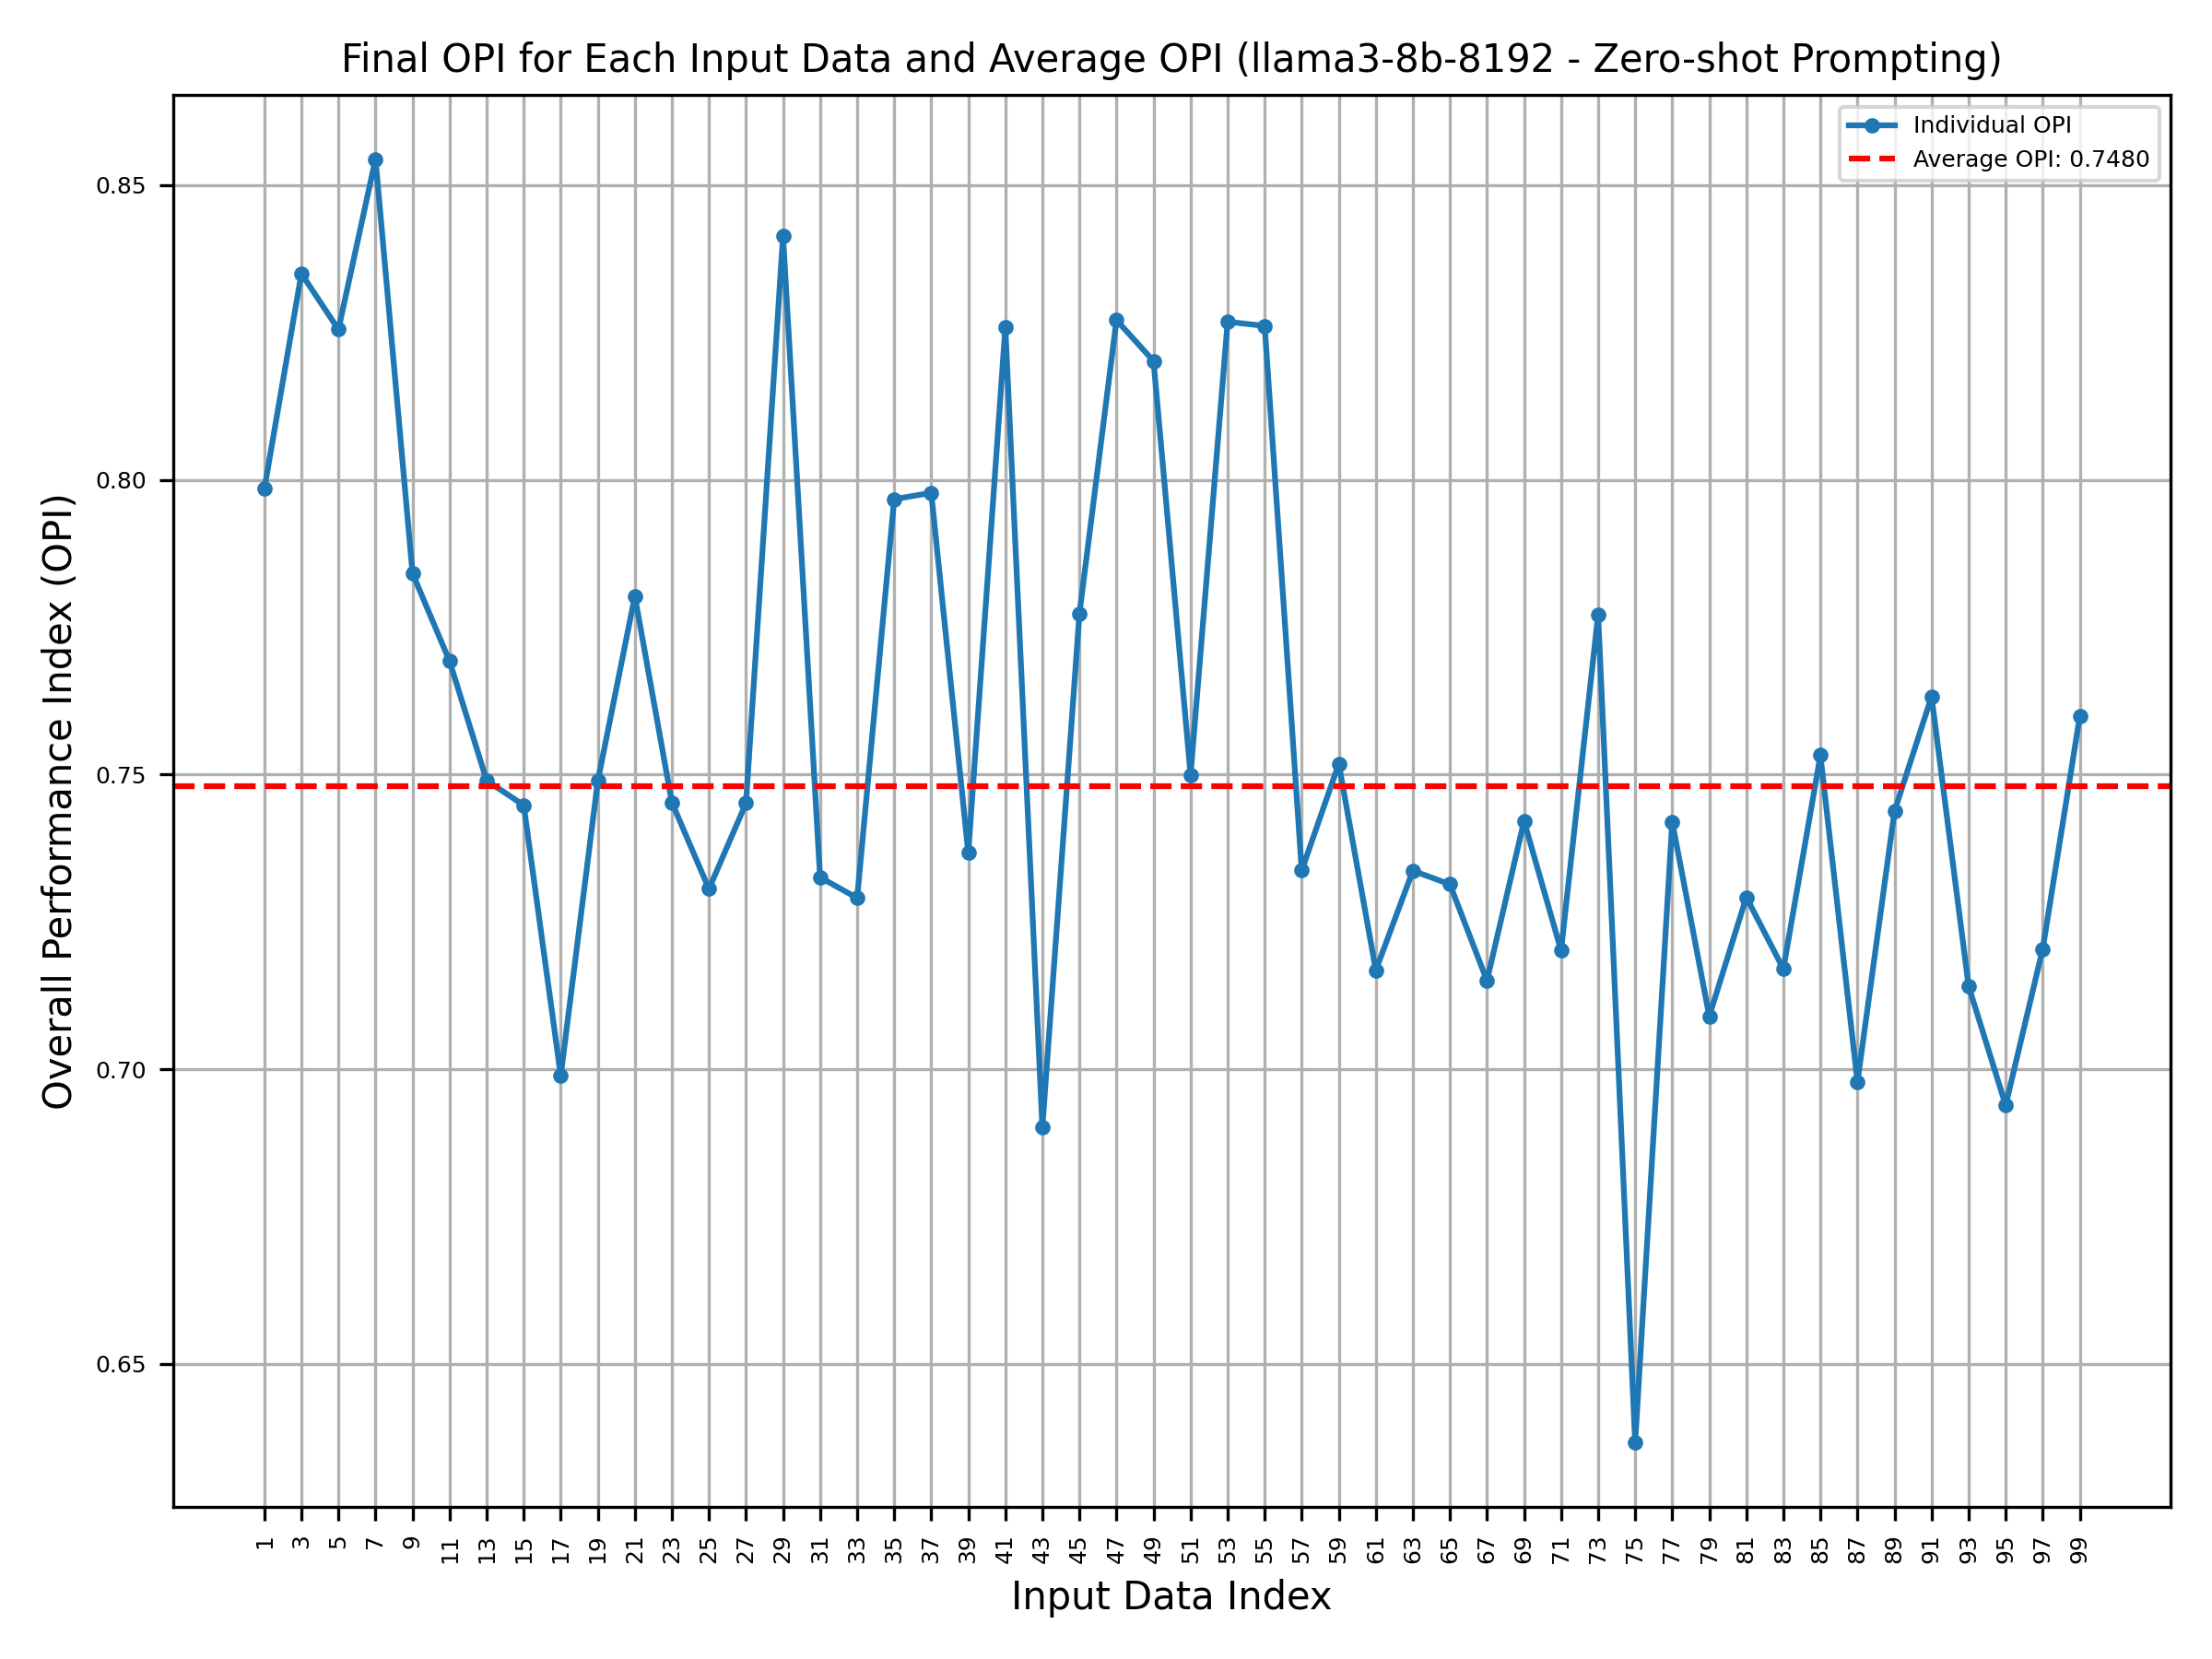 Final OPI for Each Input Data and Average OPI (llama3-8b-8192 - Zero-shot Prompting)
Individual OPI
Average OPI: 0.7480
Overall Performance Index (OPI)
0.85
0.80
0.75
0.70
0.65
1 3 5 7 9 11 13 15 17 19 21 23 25 27 29 31 33 35 37 39 41 43 45 47 49 51 53 55 57 59 61 63 65 67 69 71 73 75 77 79 81 83 85 87 89 91 93 95 97 99
Input Data Index